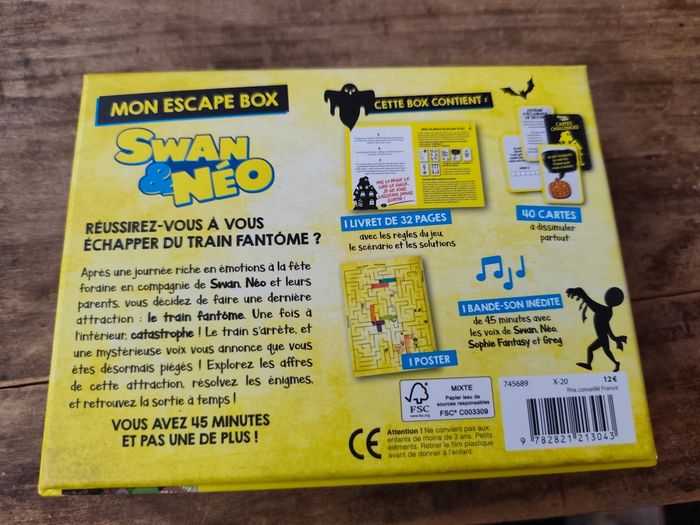 MON ESCAPE BOX
SWAN
& NÉO
RÉUSSIREZ-VOUS À VOUS
ÉCHAPPER DU TRAIN FANTÔME ?
Après une journée riche en émotions à la fête
foraine en compagnie de Swan, Néo et leurs
parents, vous décidez de faire une dernière
attraction : le train fantôme. Une fois à
l'intérieur, catastrophe ! Le train s'arrête, et
une mystérieuse voix vous annonce que vous
êtes désormais piégés ! Explorez les affres
de cette attraction, résolvez les énigmes,
et retrouvez la sortie à temps !
VOUS AVEZ 45 MINUTES
ET PAS UNE DE PLUS !
CETTE BOX CONTIENT :
1 LIVRET DE 32 PAGES
avec les règles du jeu,
le scénario et les solutions
CARTES
CHALLENGES
40 CARTES
à dissimuler
partout
1 POSTER
1 BANDE-SON INÉDITE
de 45 minutes avec
les voix de Swan, Néo,
Sophie Fantasy et Greg
FSC
www.fsc.org
MIXTE
Papier issu de
sources responsables
FSC® C003309
CE
Attention ! Ne convient pas aux
enfants de moins de 3 ans. Petits
éléments. Retirer le film plastique
avant de donner à l'enfant.
745689 X-20 12€
Prix conseillé France
9 782821 213043